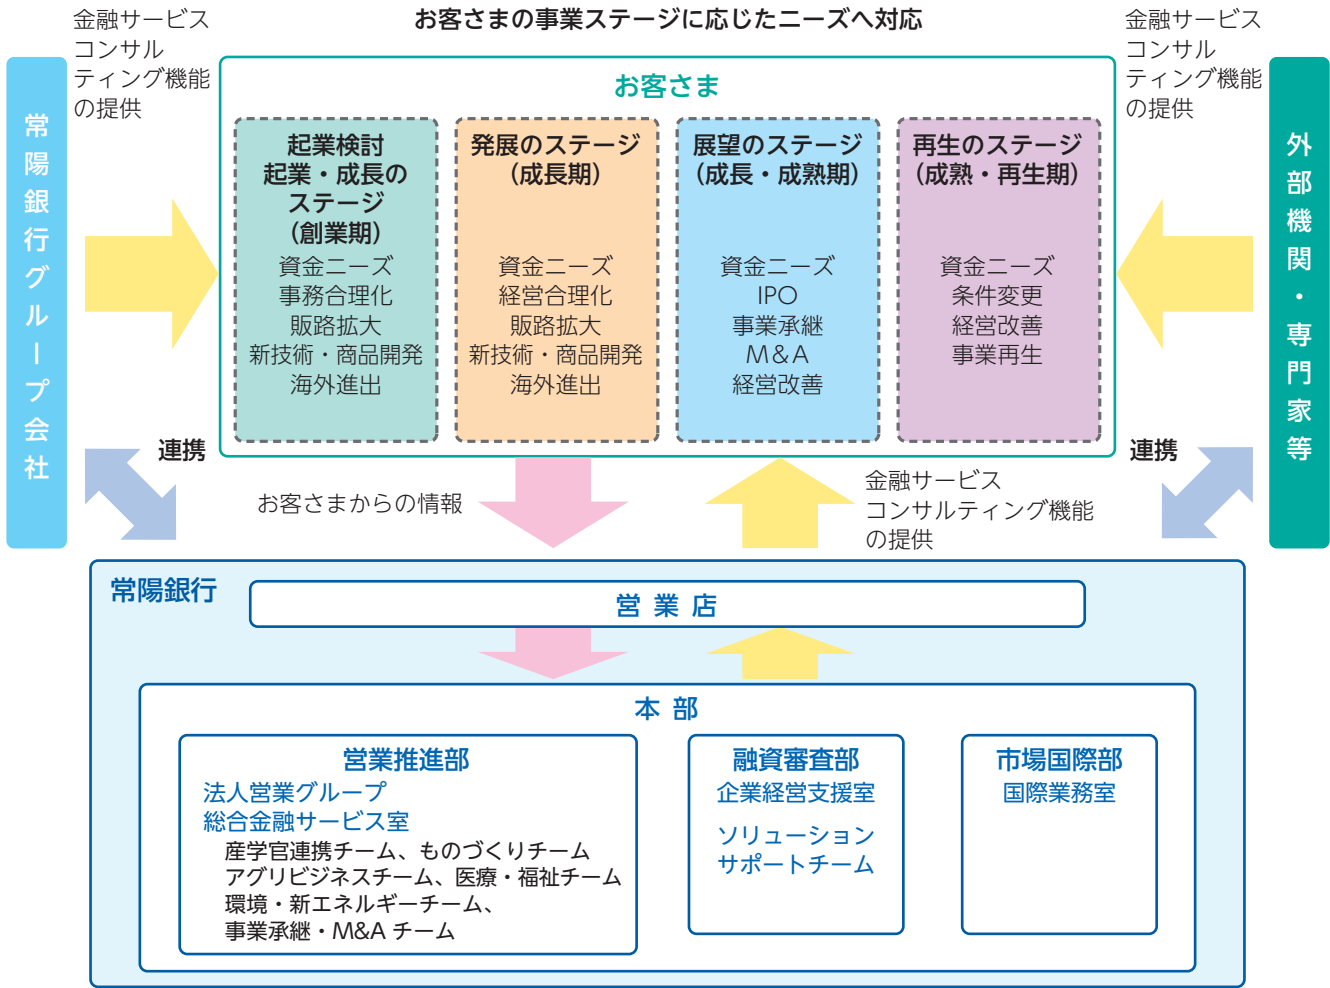 お客さまの事業ステージに応じたニーズへ対応
金融サービス
コンサル
ティング機能
の提供
金融サービス
コンサル
ティング機能
の提供
常陽銀行グループ会社
外部機関・専門家等
お客さま
起業検討
起業・成長の
ステージ
(創業期)
資金ニーズ
事務合理化
販路拡大
新技術・商品開発
海外進出
発展のステージ
(成長期)
資金ニーズ
経営合理化
販路拡大
新技術・商品開発
海外進出
展望のステージ
(成長・成熟期)
資金ニーズ
IPO
事業承継
M&A
経営改善
再生のステージ
(成熟・再生期)
資金ニーズ
条件変更
経営改善
事業再生
連携
連携
お客さまからの情報
金融サービス
コンサルティング機能
の提供
常陽銀行
営業店
本部
営業推進部
法人営業グループ
総合金融サービス室
産学官連携チーム、ものづくりチーム
アグリビジネスチーム、医療・福祉チーム
環境・新エネルギーチーム、
事業承継・M&A チーム
融資審査部
企業経営支援室
ソリューション
サポートチーム
市場国際部
国際業務室